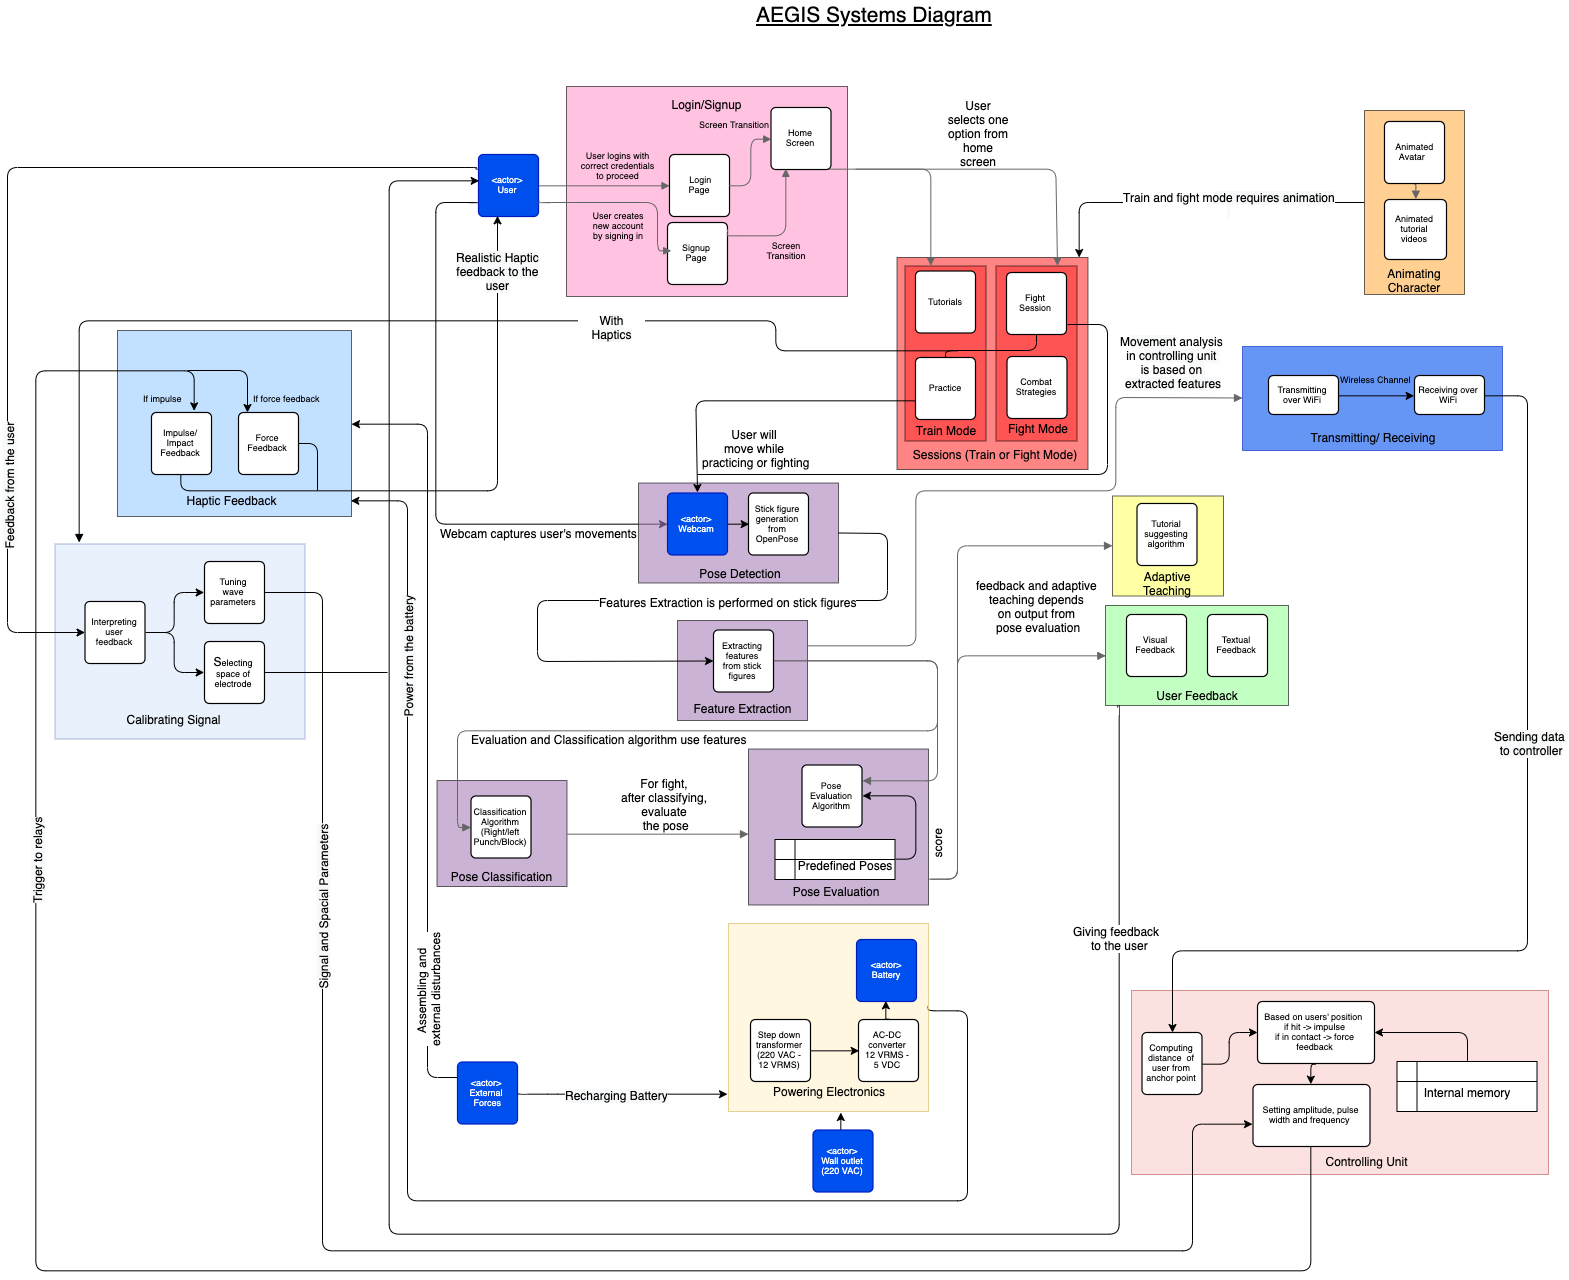 AEGIS Systems Diagram
Login/Signup
User logins with
correct credentials
to proceed
Screen Transition
Home
Screen
<actor>
User
Login
Page
User creates
new account
by signing in
Signup
Page
Screen
Transition
User
selects one
option from
home
screen
Animated
Avatar
Animated
tutorial
videos
Animating
Character
Train and fight mode requires animation
Realistic Haptic
feedback to the
user
Tutorials
Fight
Session
Practice
Combat
Strategies
Train Mode
Fight Mode
Sessions (Train or Fight Mode)
With
Haptics
Movement analysis
in controlling unit
is based on
extracted features
Transmitting
over WiFi
Wireless Channel
Receiving over
WiFi
Transmitting/ Receiving
If impulse
If force feedback
Impulse/
Impact
Feedback
Force
Feedback
Haptic Feedback
Feedback from the user
User will
move while
practicing or fighting
<actor>
Webcam
Stick figure
generation
from
OpenPose
Pose Detection
Webcam captures user's movements
Tutorial
suggesting
algorithm
Adaptive
Teaching
feedback and adaptive
teaching depends
on output from
pose evaluation
Visual
Feedback
Textual
Feedback
User Feedback
Interpreting
user
feedback
Tuning
wave
parameters
Selecting
space of
electrode
Calibrating Signal
Power from the battery
Features Extraction is performed on stick figures
Extracting
features
from stick
figures
Feature Extraction
Evaluation and Classification algorithm use features
Sending data
to controller
Classification
Algorithm
(Right/left
Punch/Block)
Pose Classification
For fight,
after classifying,
evaluate
the pose
Pose
Evaluation
Algorithm
Predefined Poses
Pose Evaluation
score
Trigger to relays
Signal and Spacial Parameters
Assembling and
external disturbances
Giving feedback
to the user
<actor>
Battery
Step down
transformer
(220 VAC -
12 VRMS)
AC-DC
converter
12 VRMS -
5 VDC
Powering Electronics
<actor>
External
Forces
Recharging Battery
<actor>
Wall outlet
(220 VAC)
Computing
distance of
user from
anchor point
Based on users' position
if hit -> impulse
if in contact -> force
feedback
Internal memory
Setting amplitude, pulse
width and frequency
Controlling Unit